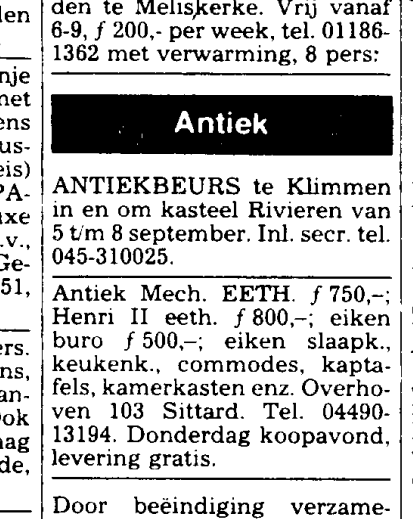 den te Meliskerke. Vrij vanaf
6-9, f 200,- per week, tel. 01186-
1362 met verwarming, 8 pers:
Antiek
ANTIEKBEURS te Klimmen
in en om kasteel Rivieren van
5 t/m 8 september. Inl. secr. tel.
045-310025.
Antiek Mech. EETH. f 750,-;
Henri II eeth. f 800,-; eiken
buro f 500,-; eiken slaapk.,
keukenk., commodes, kapta-
fels, kamerkasten enz. Overho-
ven 103 Sittard. Tel. 04490-
13194. Donderdag koopavond,
levering gratis.
Door beëindiging verzame-